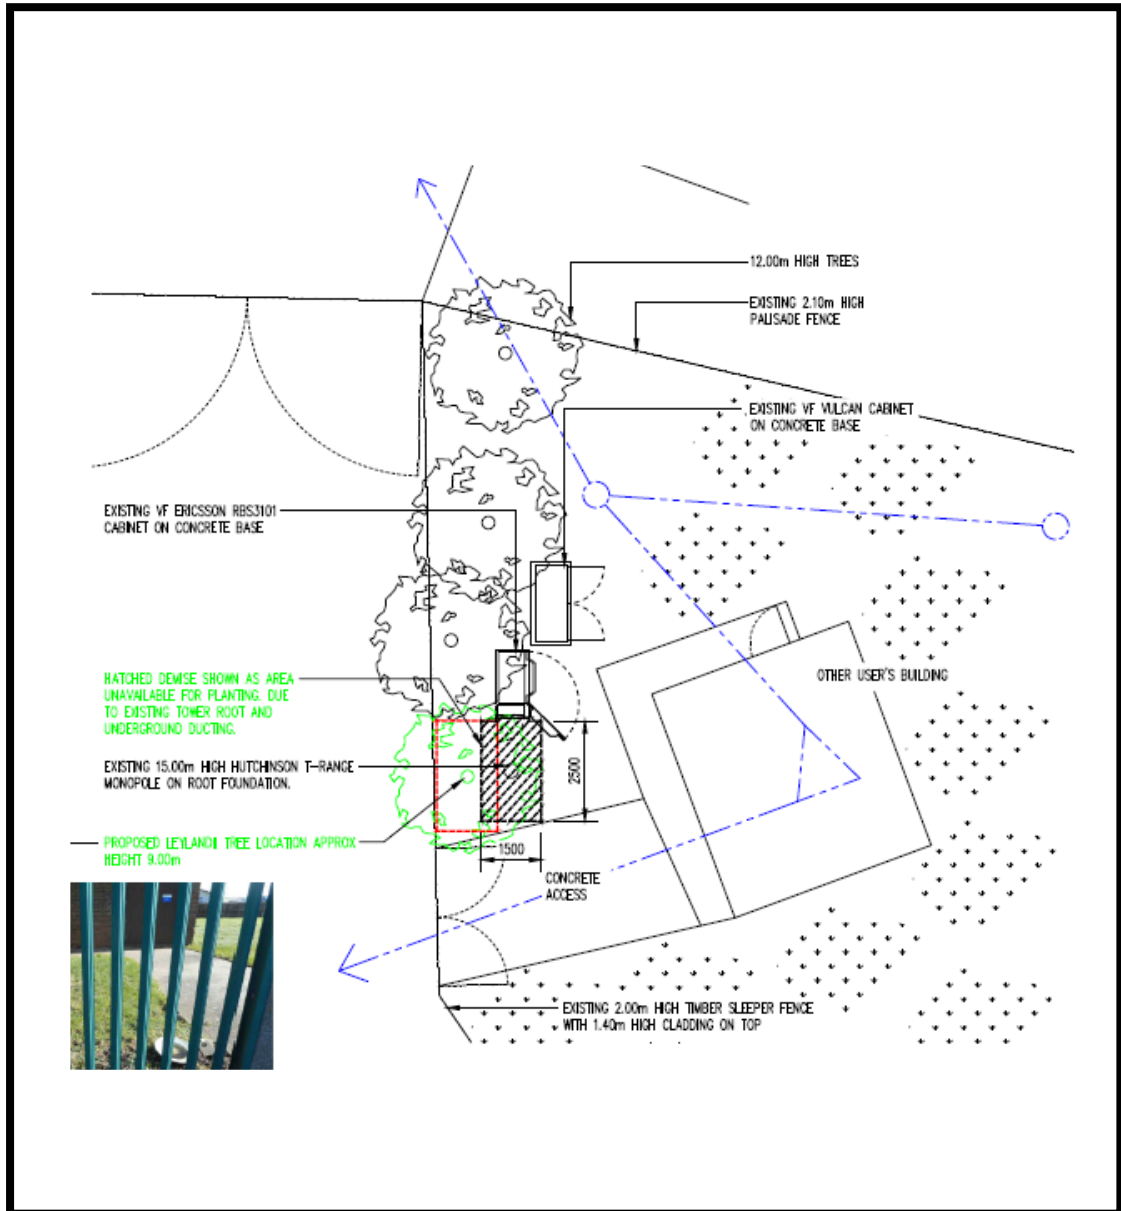 12.00m HIGH TREES
EXISTING 2.10m HIGH
PALISADE FENCE
EXISTING VF VULCAN CABINET
ON CONCRETE BASE
EXISTING VF ERICSSON RBS3101
CABINET ON CONCRETE BASE
OTHER USER'S BUILDING
HATCHED DEMISE SHOWN AS AREA
UNAVAILABLE FOR PLANTING, DUE
TO EXISTING TOWER ROOT AND
UNDERGROUND DUCTING.
EXISTING 15.00m HIGH HUTCHINSON T-RANGE
MONOPOLE ON ROOT FOUNDATION.
2500
PROPOSED LEYLANDII TREE LOCATION APPROX
HEIGHT 9.00m
1500
CONCRETE
ACCESS
EXISTING 2.00m HIGH TIMBER SLEEPER FENCE
WITH 1.40m HIGH CLADDING ON TOP